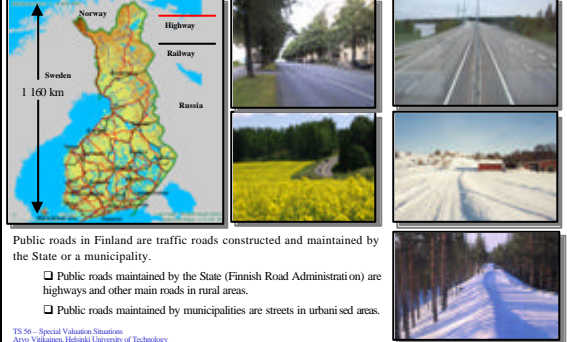 Norway
Highway
Railway
Sweden
1 160 km
Russia
Public roads in Finland are traffic roads constructed and maintained by
the State or a municipality.
❑ Public roads maintained by the State (Finnish Road Administration) are
highways and other main roads in rural areas.
❑ Public roads maintained by municipalities are streets in urbanised areas.
TS 56 – Special Valuation Situations
Arvo Vitikainen, Helsinki University of Technology